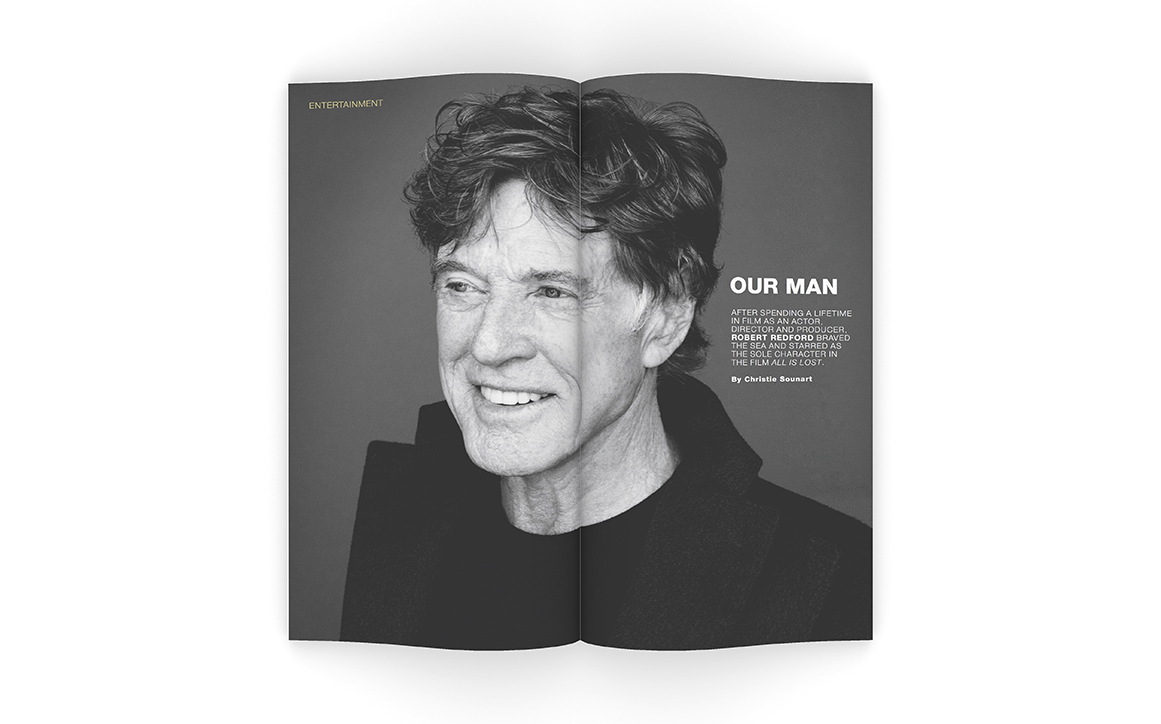 ENTERTAINMENT
OUR MAN
AFTER SPENDING A LIFETIME
IN FILM AS AN ACTOR,
DIRECTOR AND PRODUCER,
ROBERT REDFORD BRAVED
THE SEA AND STARRED AS
THE SOLE CHARACTER IN
THE FILM ALL IS LOST.
By Christie Sounart